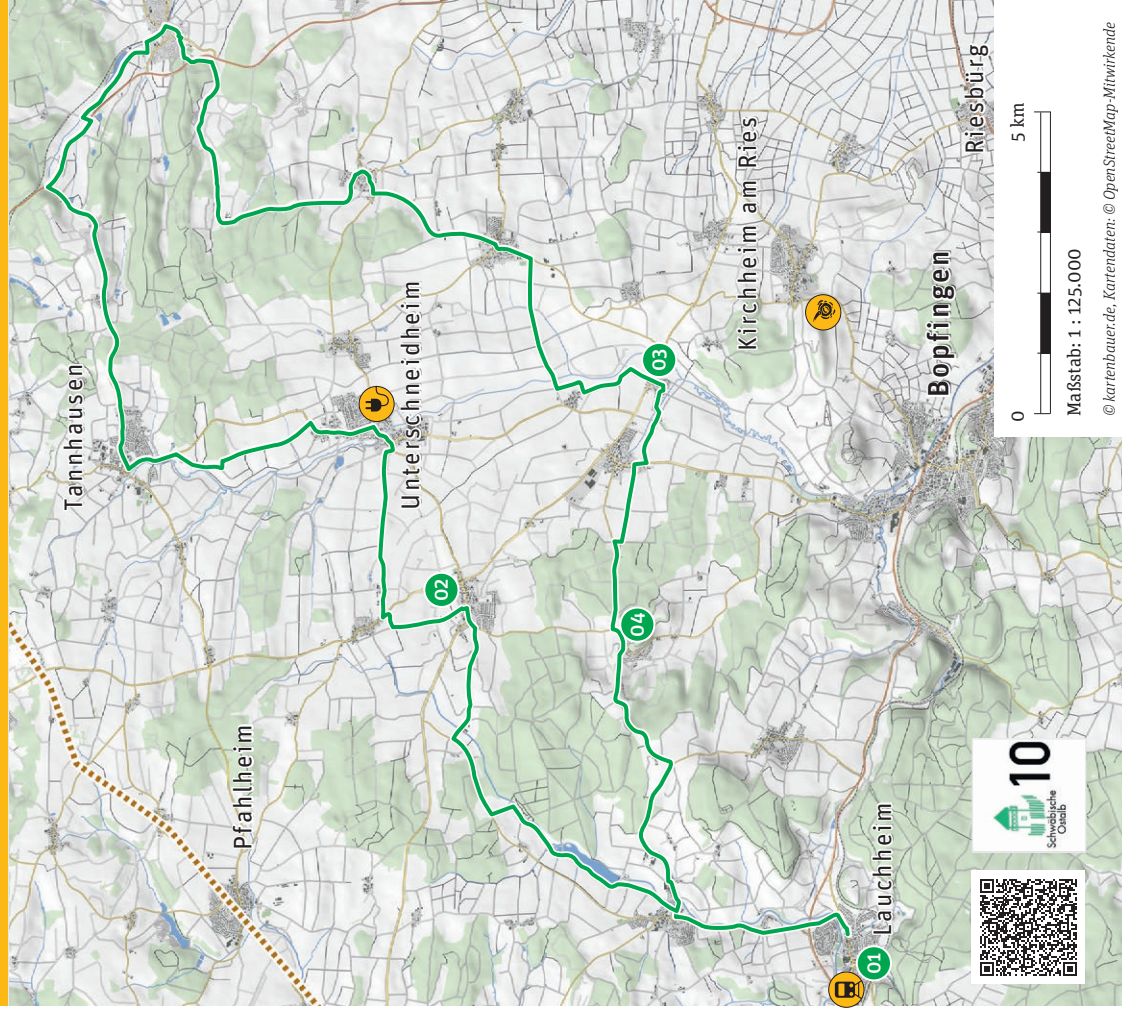 Tannhausen
Pfahlheim
Unterschneidheim
02
03
04
Kirchheim am Ries
Riesbürg
Bopfingen
Lauchheim
01
Schwäbische
Ostalb
10
0
5 km
Maßstab: 1 : 125.000
© kartenbauer.de, Kartendaten: © OpenStreetMap-Mitwirkende